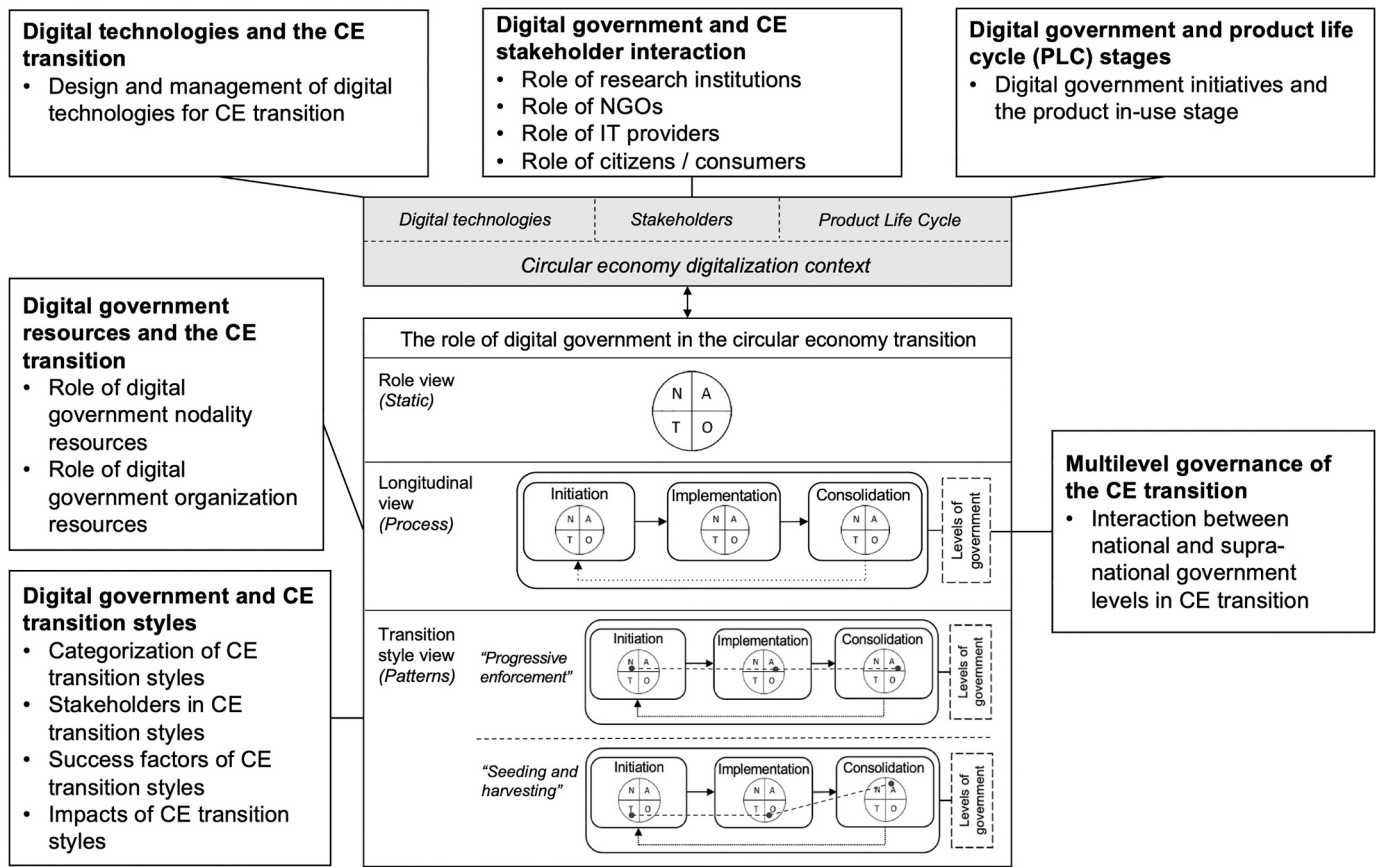 Digital technologies and the CE
transition
• Design and management of digital
technologies for CE transition
Digital government and CE
stakeholder interaction
• Role of research institutions
• Role of NGOs
• Role of IT providers
• Role of citizens / consumers
Digital government and product life
cycle (PLC) stages
• Digital government initiatives and
the product in-use stage
Digital technologies
Stakeholders
Product Life Cycle
Circular economy digitalization context
Digital government
resources and the CE
transition
• Role of digital
government nodality
resources
• Role of digital
government organization
resources
Digital government and CE
transition styles
• Categorization of CE
transition styles
• Stakeholders in CE
transition styles
• Success factors of CE
transition styles
• Impacts of CE transition
styles
The role of digital government in the circular economy transition
Role view
(Static)
N A
T O
Longitudinal
view
(Process)
Initiation
N A
T O
Implementation
N A
T O
Consolidation
N A
T O
Levels of
government
Transition
style view
(Patterns)
“Progressive
enforcement”
Initiation
N A
T O
Implementation
N A
T O
Consolidation
N A
T O
Levels of
government
“Seeding and
harvesting”
Initiation
N A
T O
Implementation
N A
T O
Consolidation
N A
T O
Levels of
government
Multilevel governance of
the CE transition
• Interaction between
national and supra-
national government
levels in CE transition